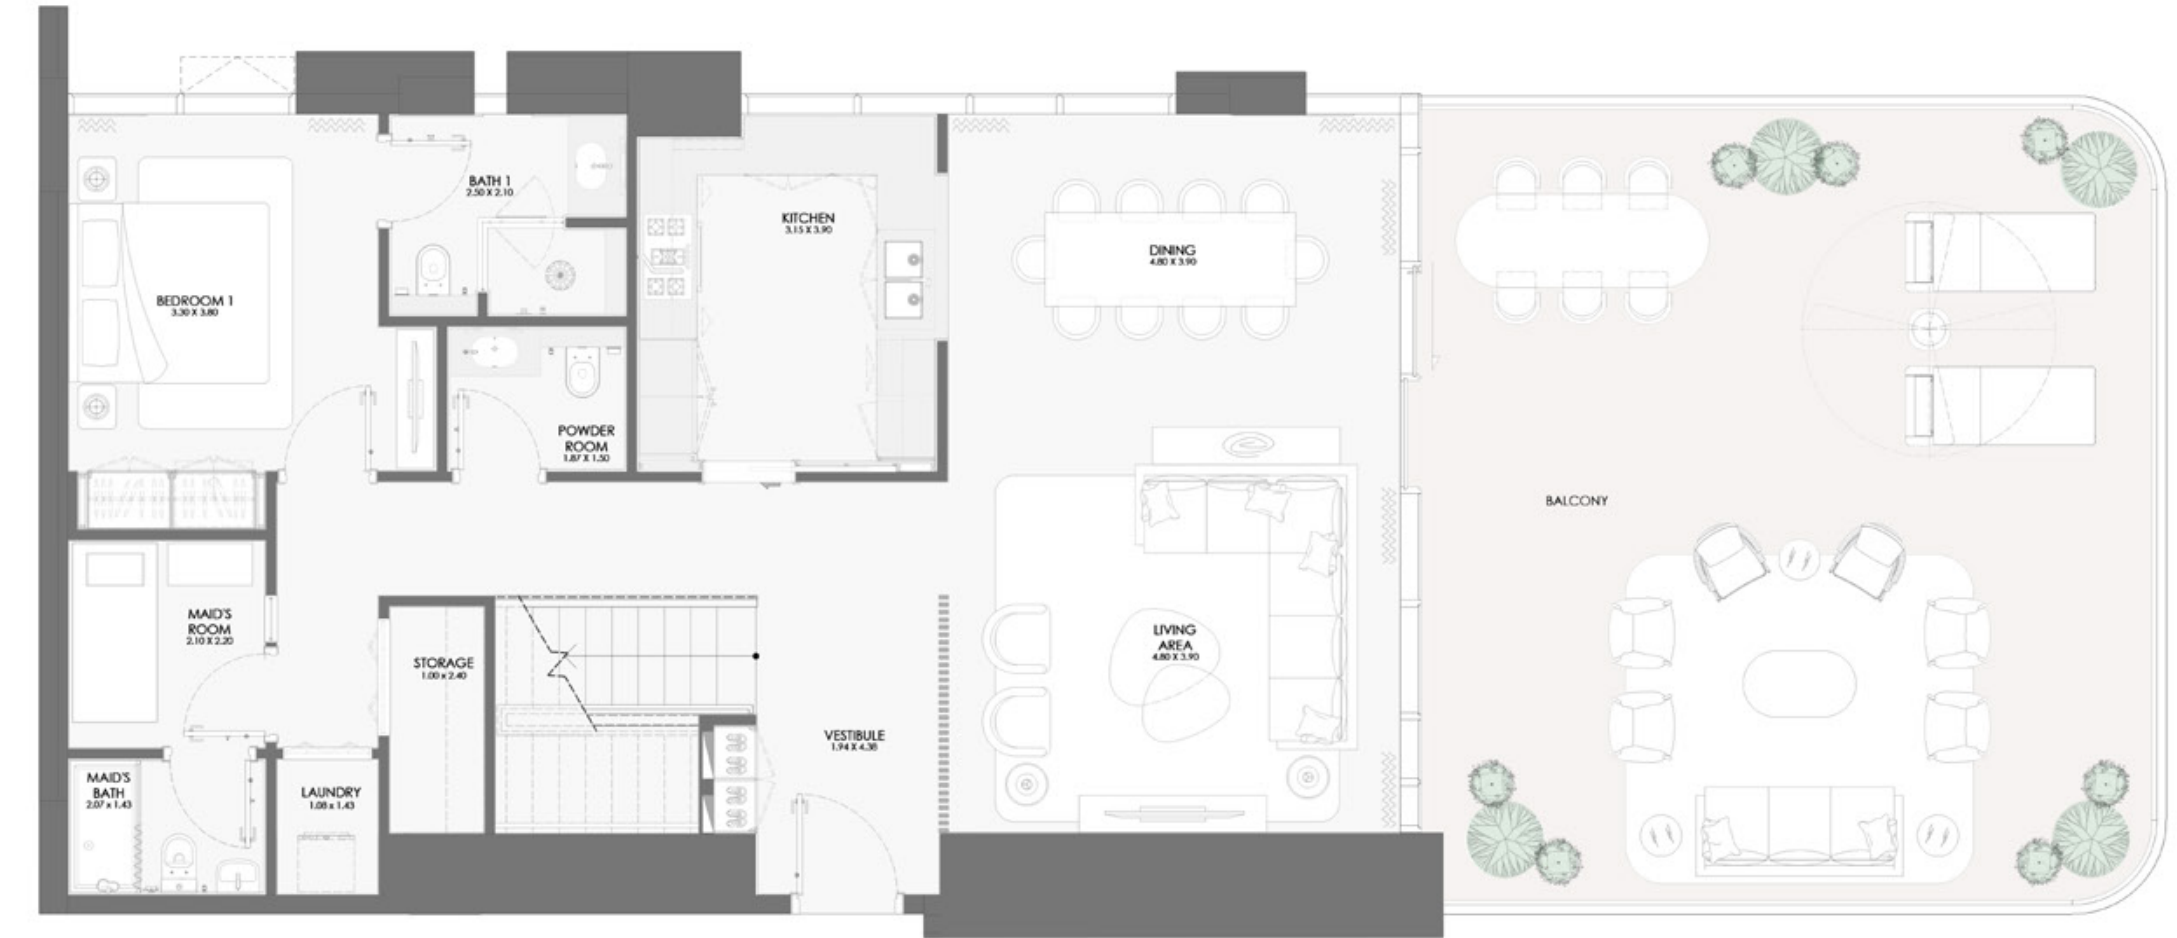 BATH 1
2.50 X 2.10
KITCHEN
3.15 X 3.90
DINING
4.80 X 3.90
BEDROOM 1
3.30 X 3.80
POWDER
ROOM
1.87 X 1.50
BALCONY
MAID'S
ROOM
2.10 X 2.20
STORAGE
1.00 x 2.40
LIVING
AREA
4.80 X 3.90
VESTIBULE
1.94 X 4.38
MAID'S
BATH
2.07 x 1.43
LAUNDRY
1.08 x 1.43